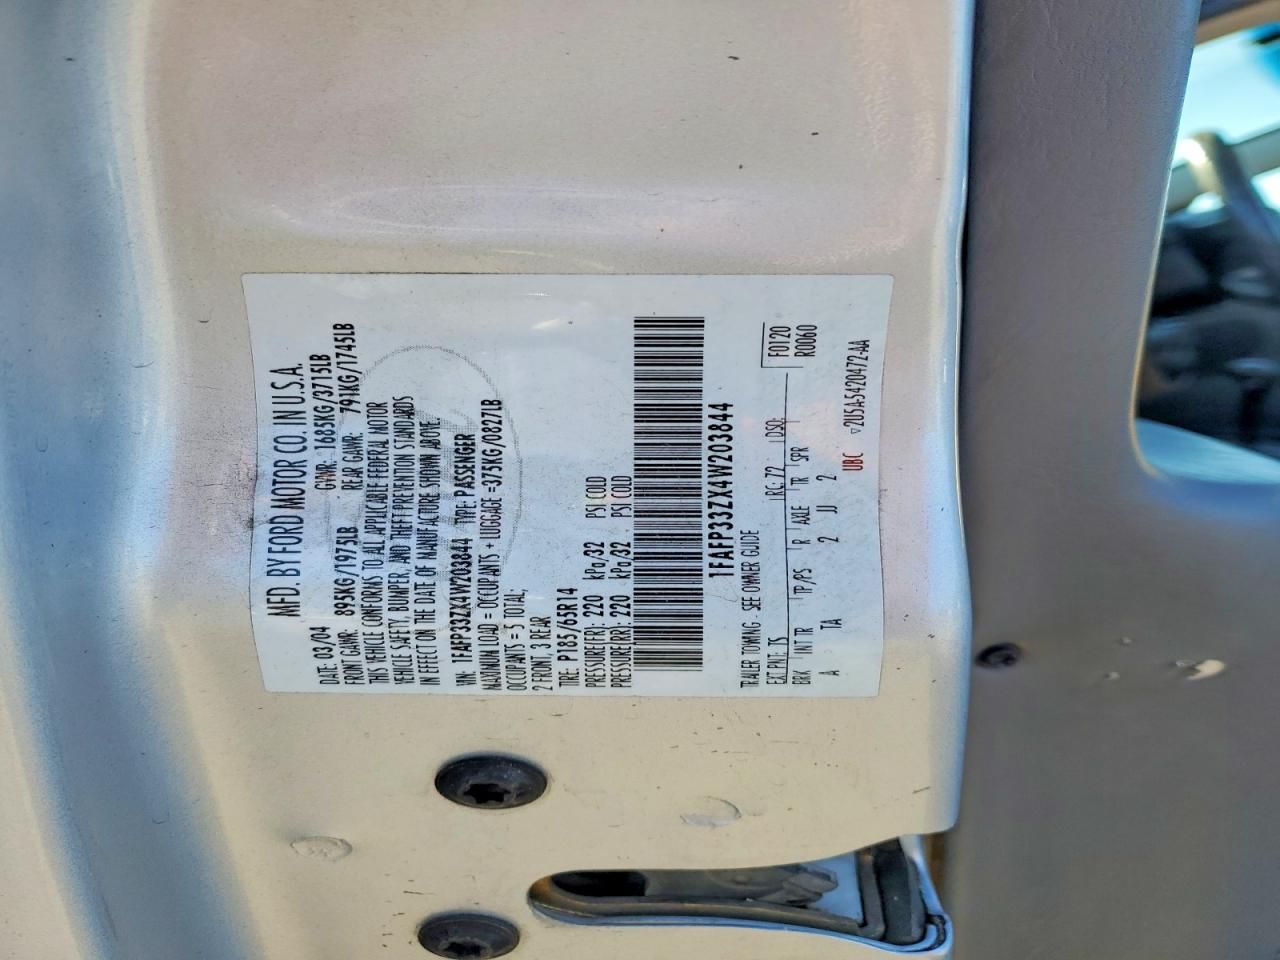 MFD. BY FORD MOTOR CO. IN U.S.A.
DATE: 03/04 GVWR: 1685KG/3715LB
FRONT GAWR: 895KG/1975LB REAR GAWR: 791KG/1745LB
THIS VEHICLE CONFORMS TO ALL APPLICABLE FEDERAL MOTOR
VEHICLE SAFETY, BUMPER, AND THEFT PREVENTION STANDARDS
IN EFFECT ON THE DATE OF MANUFACTURE SHOWN ABOVE.
VIN: 1FAFP33ZX4W203844 TYPE: PASSENGER
MAXIMUM LOAD = OCCUPANTS + LUGGAGE =375KG/0827LB
OCCUPANTS = 5 TOTAL;
2 FRONT 3 REAR
TIRE: P185/65R14
PRESSURE(FR): 220 kPa/32 PSI COLD
PRESSURE(RR): 220 kPa/32 PSI COLD
1FAFP33ZX4W203844
F0120
R0060
TRAILER TOWING - SEE OWNER GUIDE
EXT PNT: TS RC: 72 DSO:
BRK INT TR TP/PS R AXLE TR SPR
A TA 2 JJ 2
UBC ▽2U5A5420472-AA